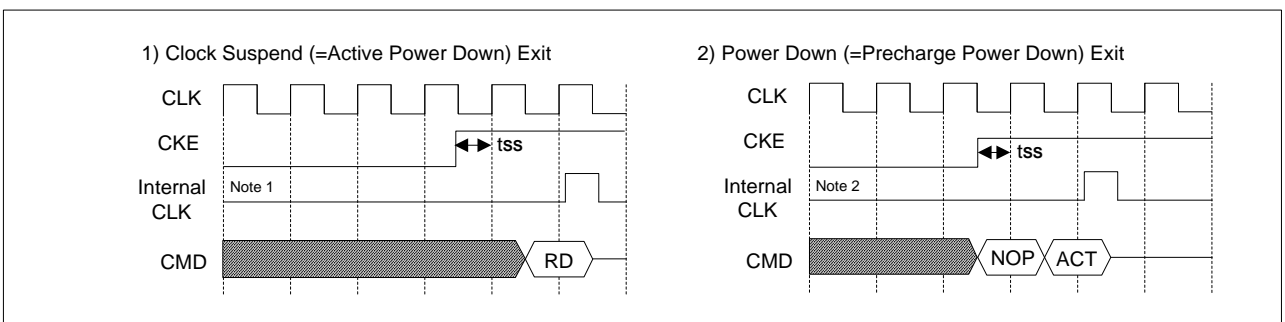 1) Clock Suspend (=Active Power Down) Exit
CLK
CKE
tss
Internal
CLK
Note 1
CMD
RD
2) Power Down (=Precharge Power Down) Exit
CLK
CKE
tss
Internal
CLK
Note 2
CMD
NOP
ACT